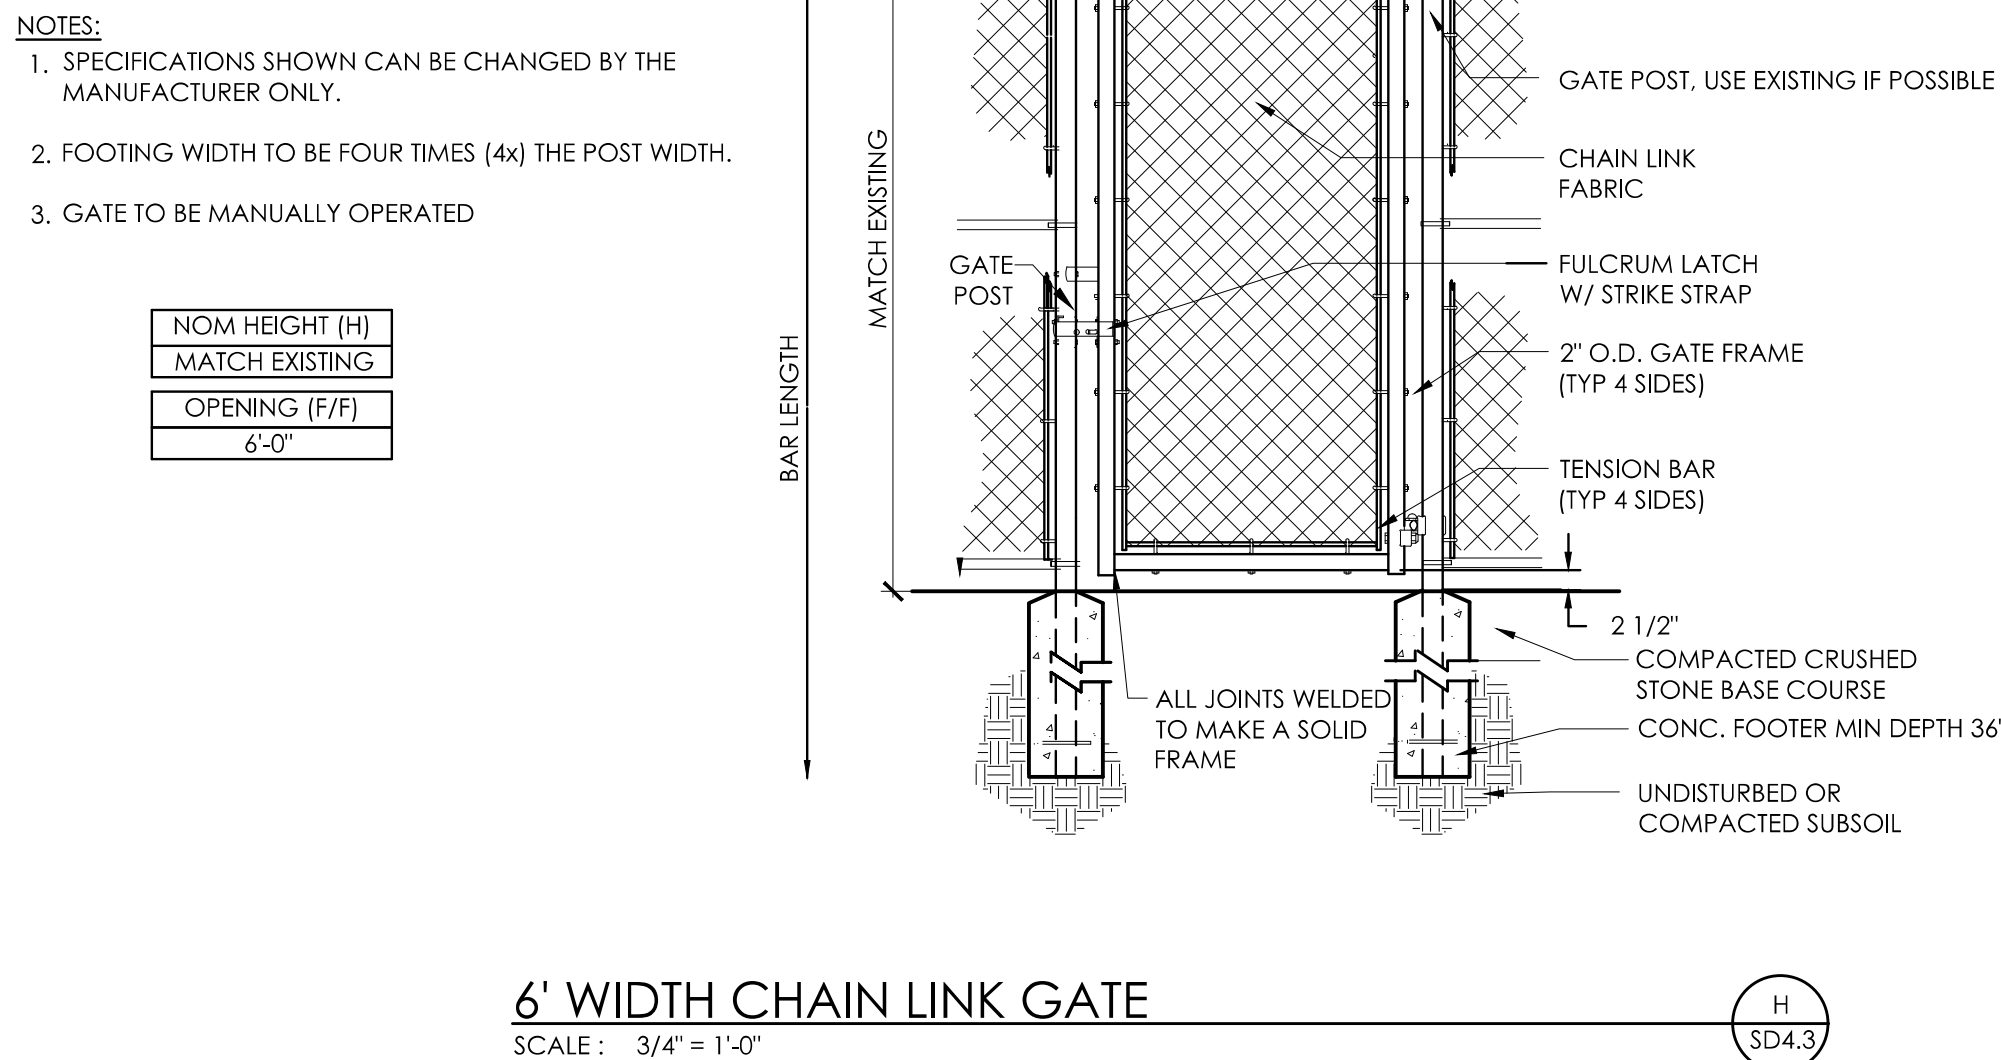 NOTES:
1. SPECIFICATIONS SHOWN CAN BE CHANGED BY THE
MANUFACTURER ONLY.
2. FOOTING WIDTH TO BE FOUR TIMES (4x) THE POST WIDTH.
3. GATE TO BE MANUALLY OPERATED
NOM HEIGHT (H)
MATCH EXISTING
OPENING (F/F)
6'-0"
BAR LENGTH
MATCH EXISTING
GATE
POST
GATE POST, USE EXISTING IF POSSIBLE
CHAIN LINK
FABRIC
FULCRUM LATCH
W/ STRIKE STRAP
2" O.D. GATE FRAME
(TYP 4 SIDES)
TENSION BAR
(TYP 4 SIDES)
2 1/2"
COMPACTED CRUSHED
STONE BASE COURSE
ALL JOINTS WELDED
TO MAKE A SOLID
FRAME
CONC. FOOTER MIN DEPTH 36'
UNDISTURBED OR
COMPACTED SUBSOIL
6' WIDTH CHAIN LINK GATE
SCALE : 3/4" = 1'-0"
H
SD4.3